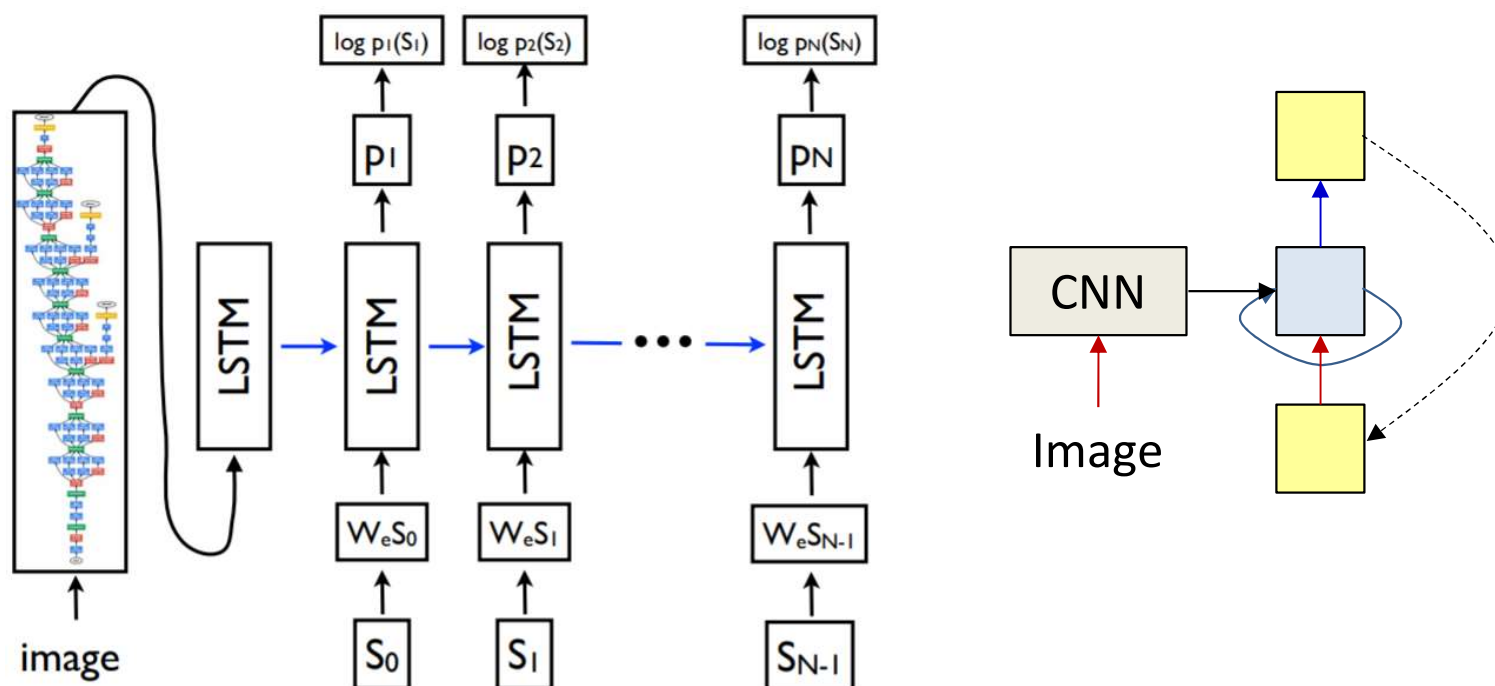 log p₁(S₁) log p₂(S₂) log pN(SN)
p₁ p₂ pN
LSTM LSTM LSTM ••• LSTM
WₑS₀ WₑS₁ WₑSN-1
image S₀ S₁ SN-1
CNN
Image